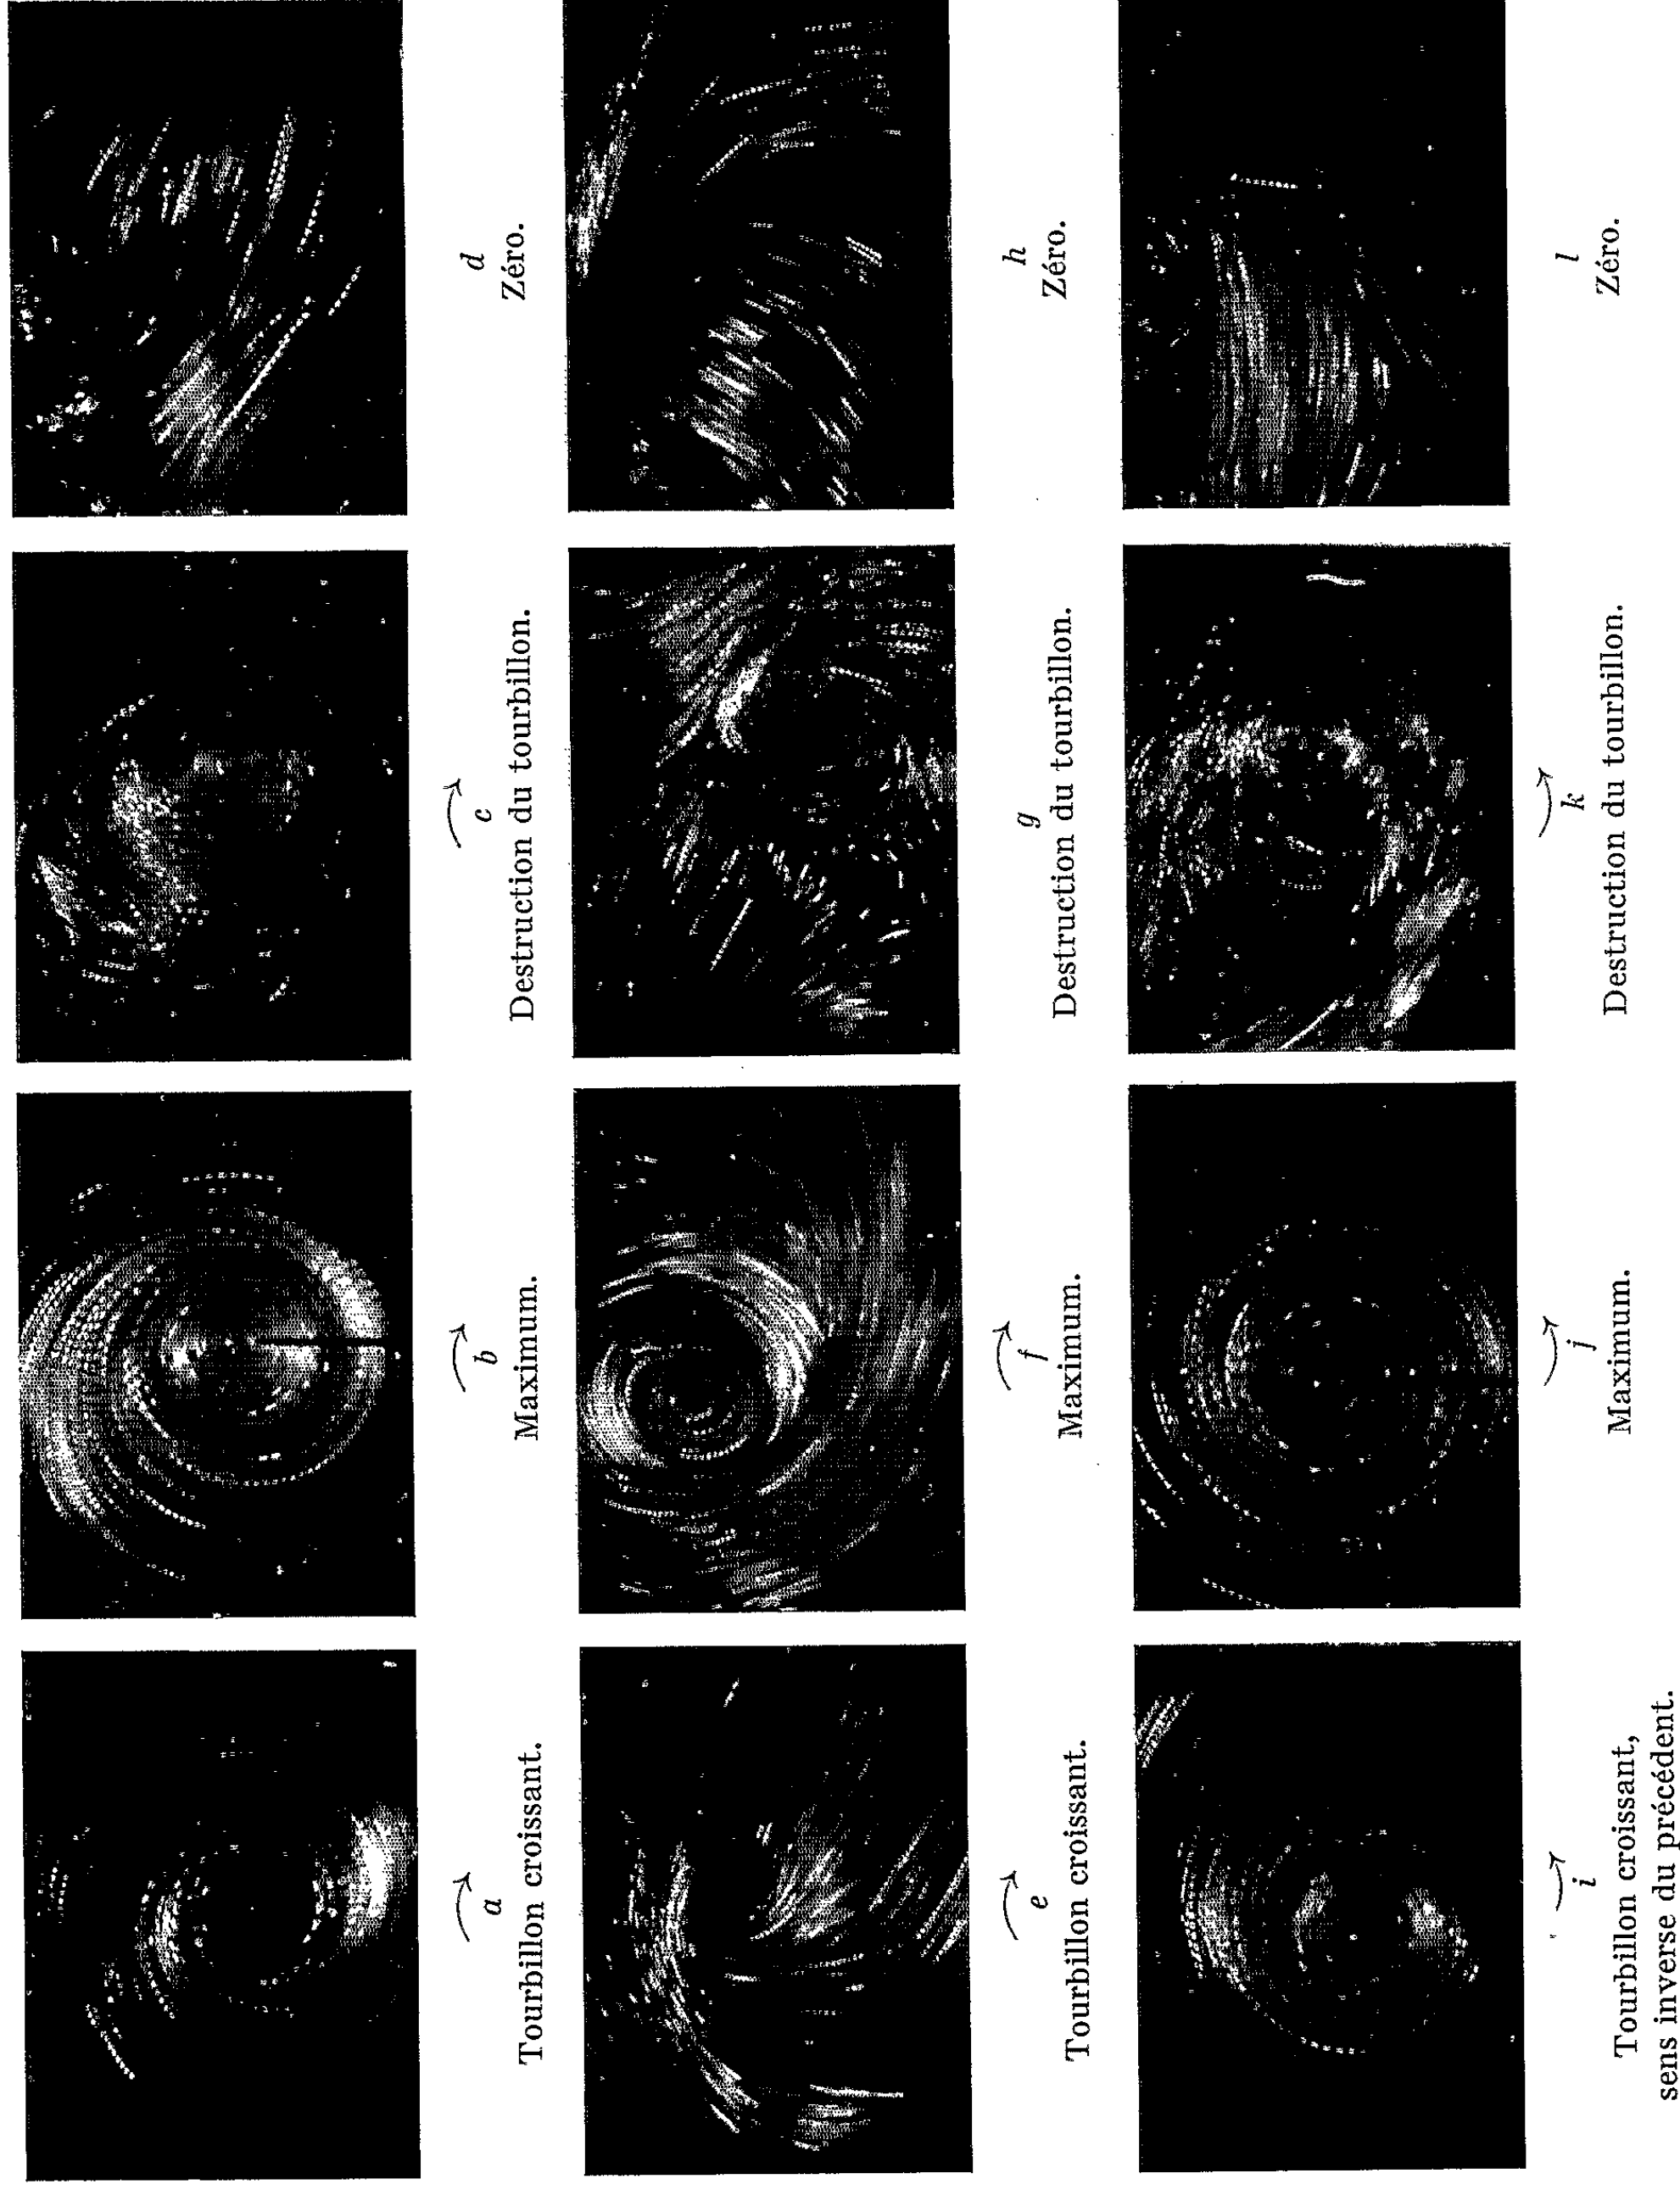 a
Tourbillon croissant.
b
Maximum.
c
Destruction du tourbillon.
d
Zéro.
e
Tourbillon croissant.
f
Maximum.
g
Destruction du tourbillon.
h
Zéro.
i
Tourbillon croissant,
sens inverse du précédent.
j
Maximum.
k
Destruction du tourbillon.
l
Zéro.